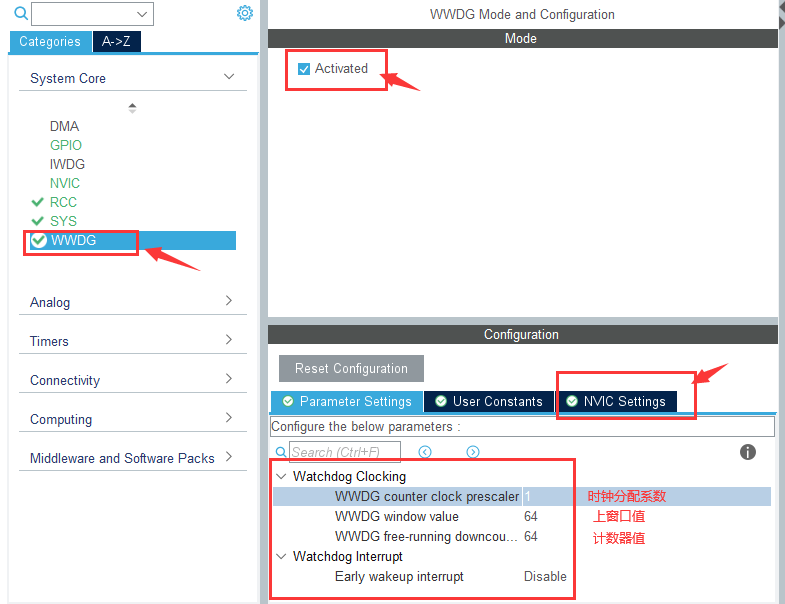 Categories
A->Z
System Core
DMA
GPIO
IWDG
NVIC
RCC
SYS
WWDG
Analog
Timers
Connectivity
Computing
Middleware and Software Packs
WWDG Mode and Configuration
Mode
Activated
Configuration
Reset Configuration
Parameter Settings
User Constants
NVIC Settings
Configure the below parameters :
Search (Ctrl+F)
Watchdog Clocking
WWDG counter clock prescaler 1 时钟分配系数
WWDG window value 64 上窗口值
WWDG free-running downcou... 64 计数器值
Watchdog Interrupt
Early wakeup interrupt Disable